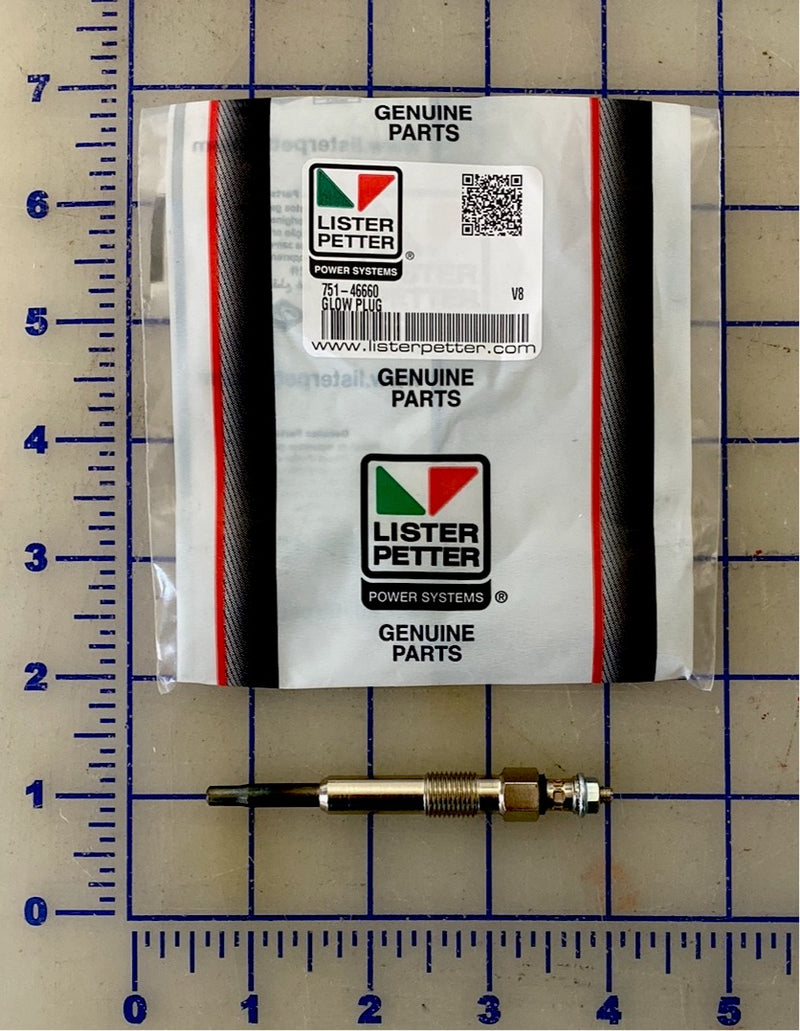 7
6
5
4
3
2
1
0
0 1 2 3 4 5
GENUINE
PARTS
LISTER
PETTER
®
POWER SYSTEMS
751-46660 V8
GLOW PLUG
www.listerpetter.com
GENUINE
PARTS
LISTER
PETTER
POWER SYSTEMS ®
GENUINE
PARTS